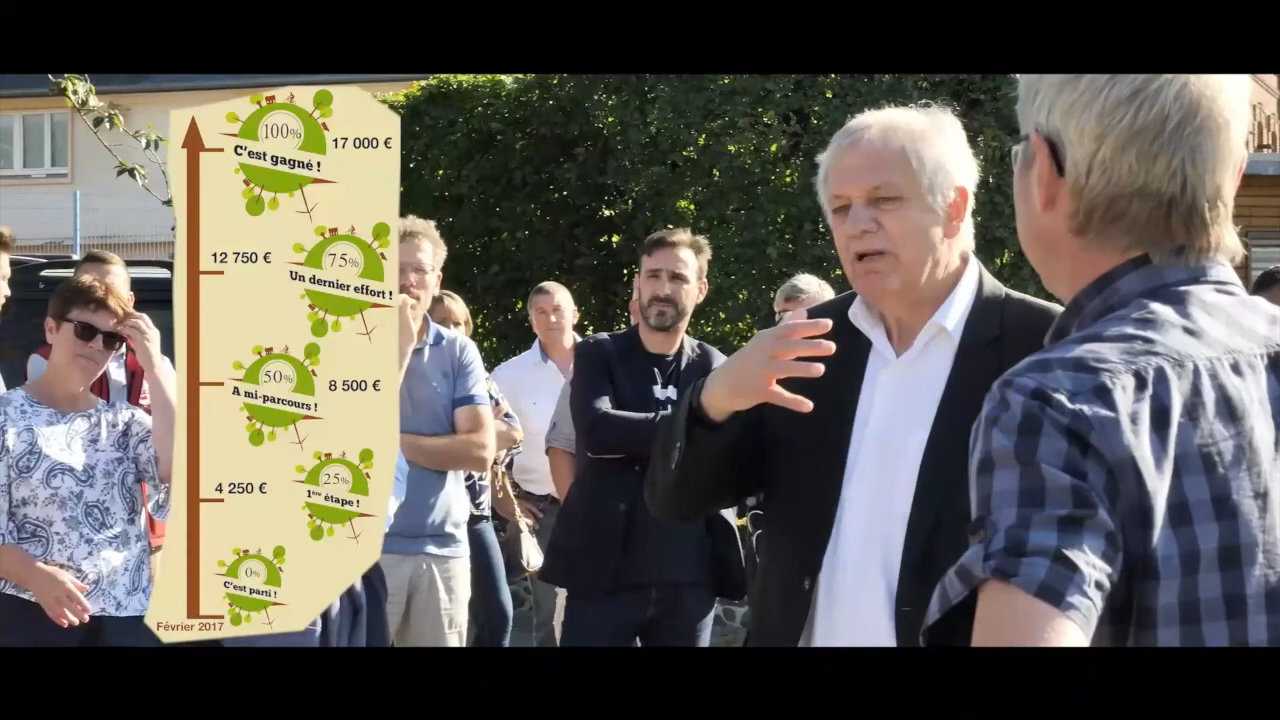 100%
C'est gagné !
17 000 €
12 750 €
75%
Un dernier effort !
50%
A mi-parcours !
8 500 €
25%
1ère étape !
4 250 €
0%
C'est parti !
Février 2017